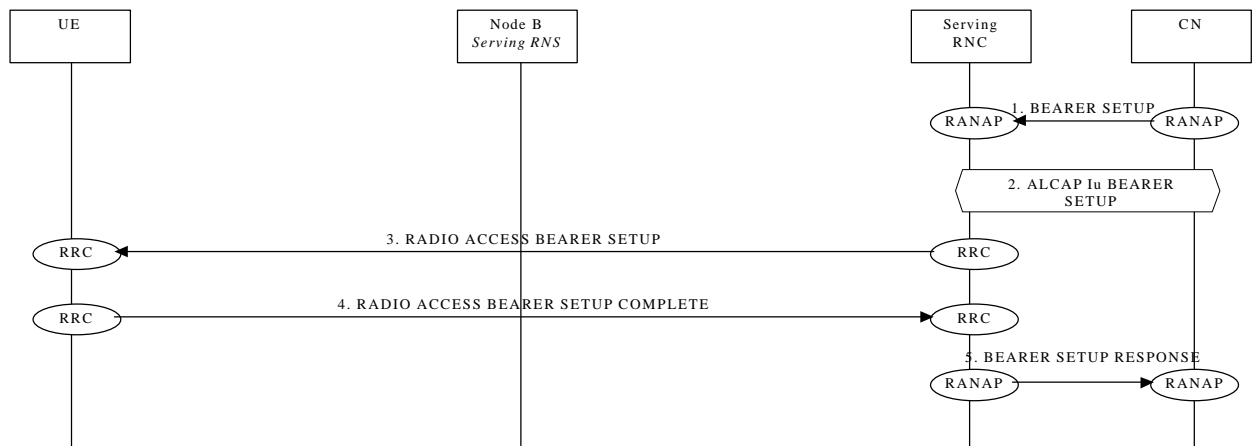 UE
Node B
Serving RNS
Serving
RNC
CN
1. BEARER SETUP
RANAP
RANAP
2. ALCAP Iu BEARER
SETUP
3. RADIO ACCESS BEARER SETUP
RRC
RRC
4. RADIO ACCESS BEARER SETUP COMPLETE
RRC
RRC
5. BEARER SETUP RESPONSE
RANAP
RANAP